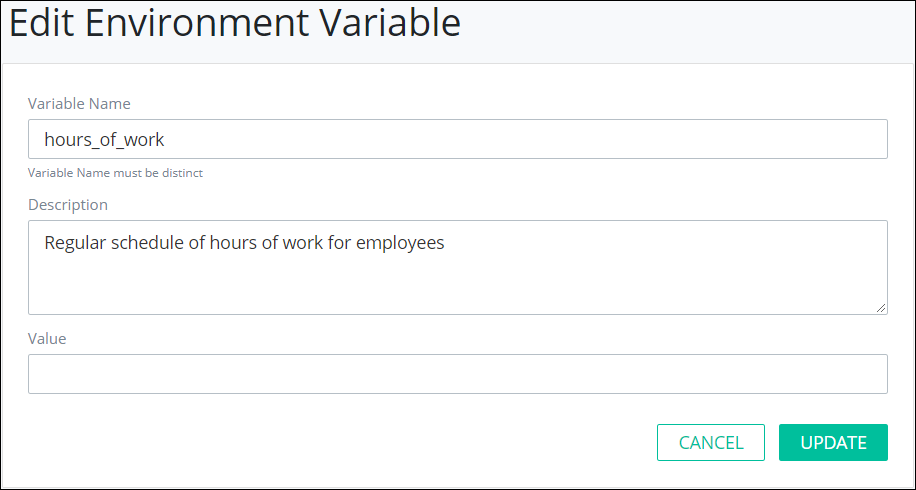 Edit Environment Variable
Variable Name
hours_of_work
Variable Name must be distinct
Description
Regular schedule of hours of work for employees
Value
CANCEL UPDATE